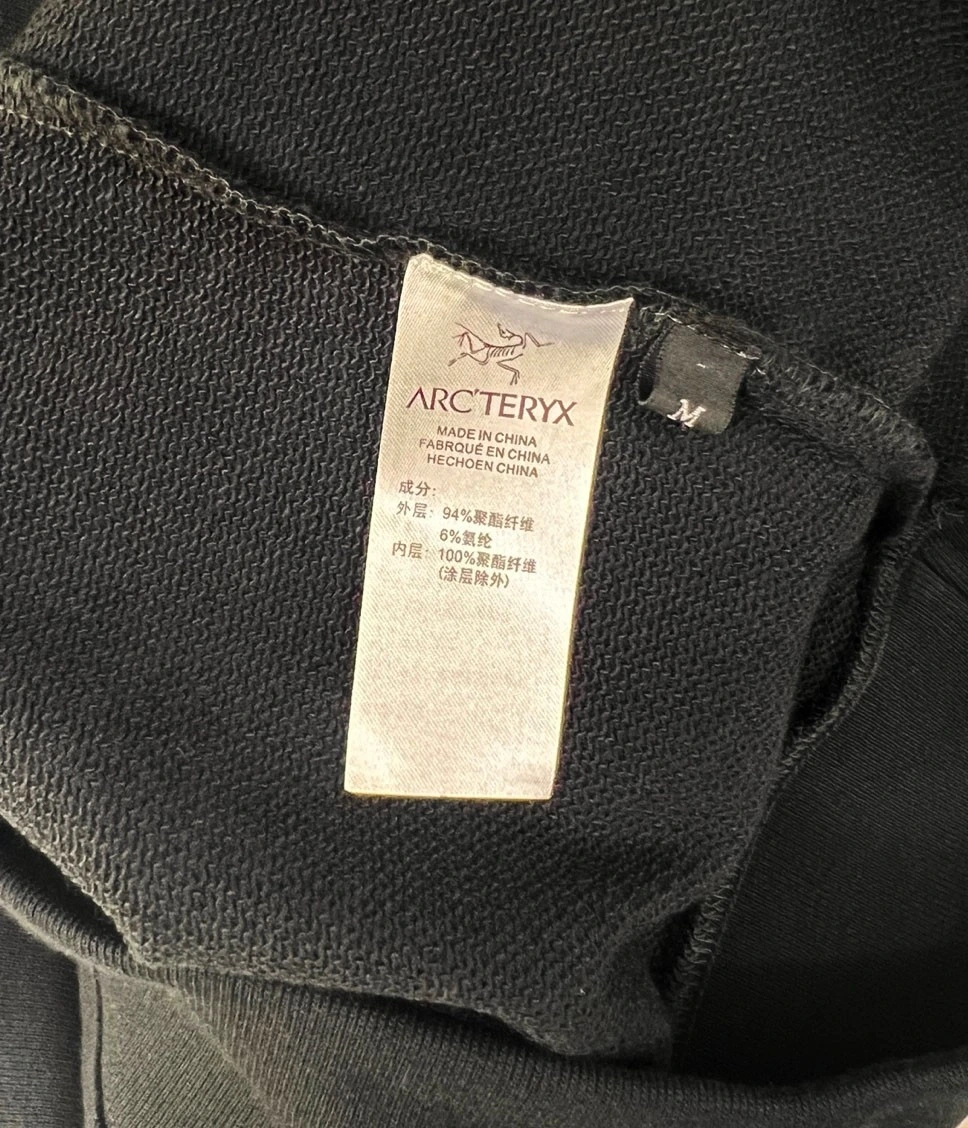 ARC'TERYX
MADE IN CHINA
FABRQUÉ EN CHINA
HECHOEN CHINA
成分:
外层: 94%聚酯纤维
6%氨纶
内层: 100%聚酯纤维
(涂层除外)
M